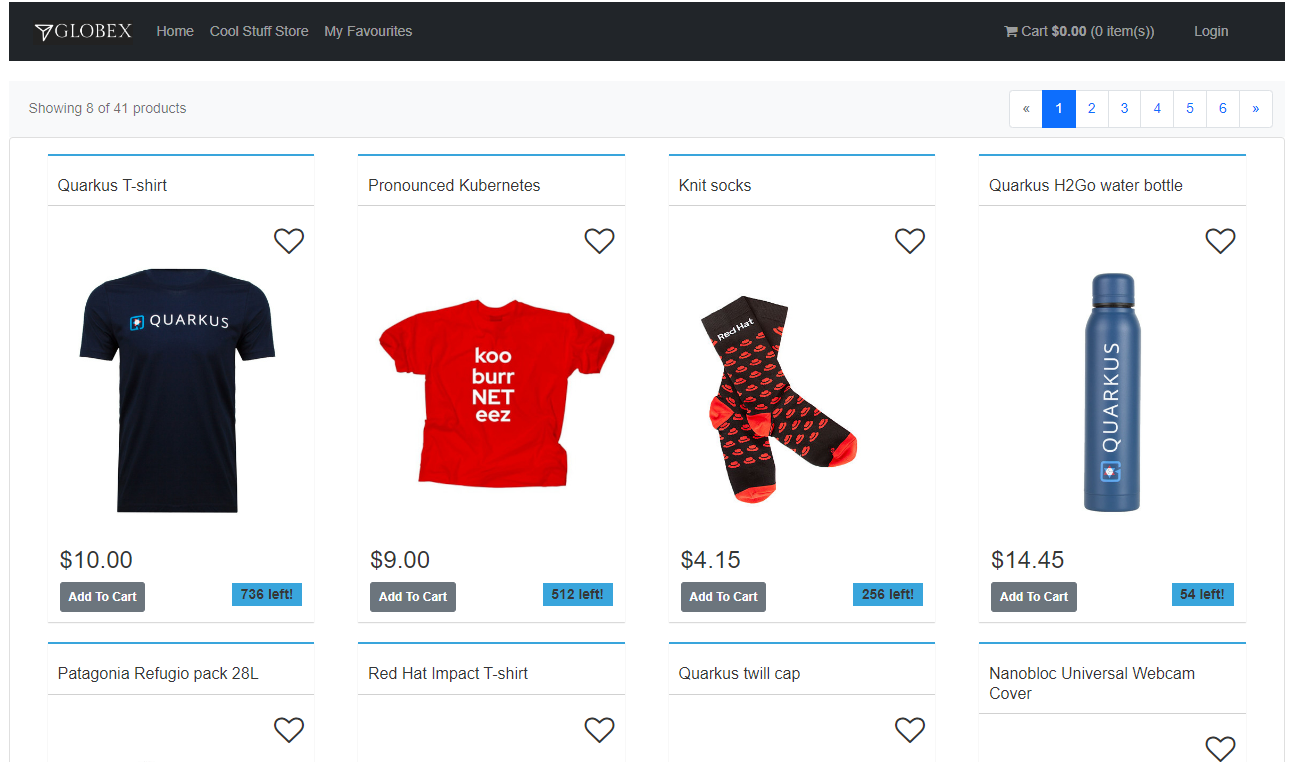 GLOBEX Home Cool Stuff Store My Favourites Cart $0.00 (0 item(s)) Login
Showing 8 of 41 products « 1 2 3 4 5 6 »
Quarkus T-shirt
QUARKUS
$10.00
Add To Cart 736 left!
Pronounced Kubernetes
koo
burr
NET
eez
$9.00
Add To Cart 512 left!
Knit socks
Red Hat
$4.15
Add To Cart 256 left!
Quarkus H2Go water bottle
QUARKUS
$14.45
Add To Cart 54 left!
Patagonia Refugio pack 28L
Red Hat Impact T-shirt
Quarkus twill cap
Nanobloc Universal Webcam
Cover